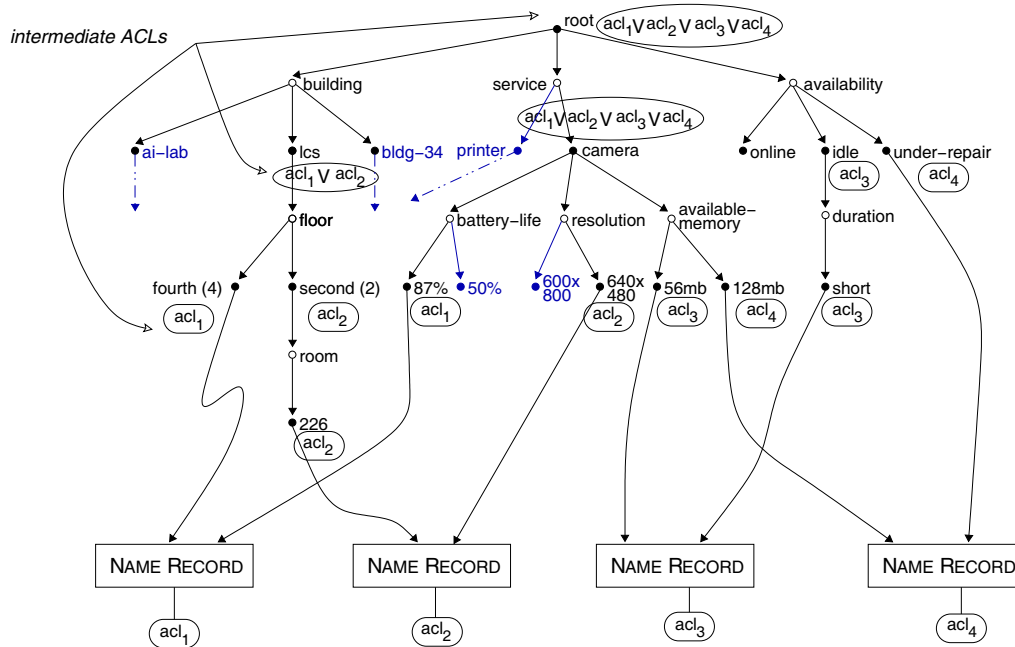 root
acl1 V acl2 V acl3 V acl4
intermediate ACLs
building
service
availability
acl1 V acl2 V acl3 V acl4
ai-lab
lcs
bldg-34
printer
camera
online
idle
under-repair
acl1 V acl2
acl3
acl4
floor
battery-life
resolution
available-
memory
duration
fourth (4)
second (2)
87%
50%
600x
800
640x
480
56mb
128mb
short
acl1
acl2
acl1
acl2
acl3
acl4
acl3
room
226
acl2
NAME RECORD
NAME RECORD
NAME RECORD
NAME RECORD
acl1
acl2
acl3
acl4